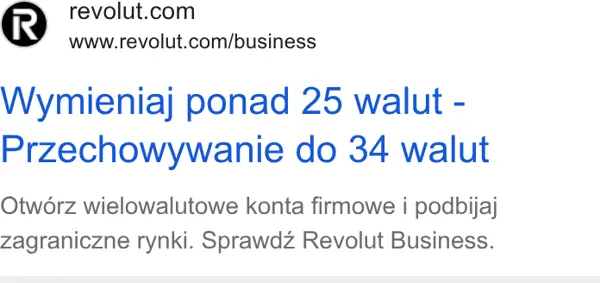 R
revolut.com
www.revolut.com/business
Wymieniaj ponad 25 walut -
Przechowywanie do 34 walut
Otwórz wielowalutowe konta firmowe i podbijaj
zagraniczne rynki. Sprawdź Revolut Business.